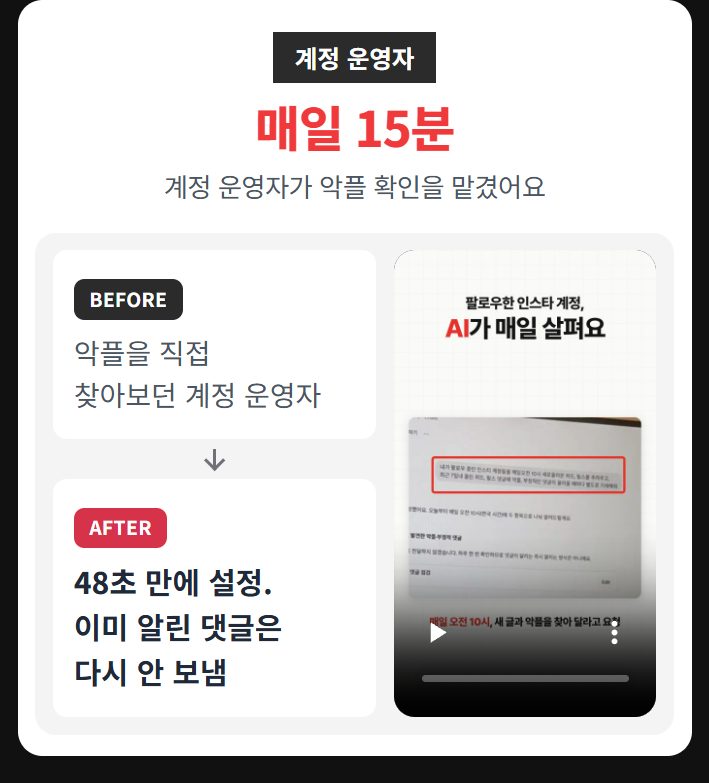 계정 운영자
매일 15분
계정 운영자가 악플 확인을 맡겼어요
BEFORE
악플을 직접
찾아보던 계정 운영자
AFTER
48초 만에 설정.
이미 알린 댓글은
다시 안 보냄
팔로우한 인스타 계정,
AI가 매일 살펴요
매일 오전 10시, 새 글과 악플을 찾아 달라고 요청